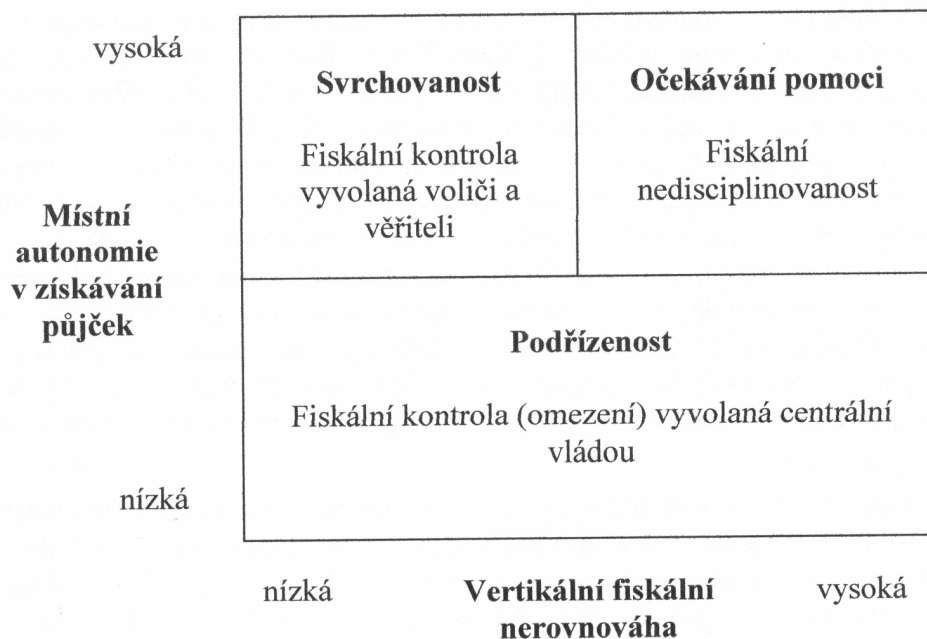 vysoká
Svrchovanost
Fiskální kontrola
vyvolaná voliči a
věřiteli
Očekávání pomoci
Fiskální
nedisciplinovanost
Místní
autonomie
v získávání
půjček
Podřízenost
Fiskální kontrola (omezení) vyvolaná centrální
vládou
nízká
nízká
Vertikální fiskální
nerovnováha
vysoká